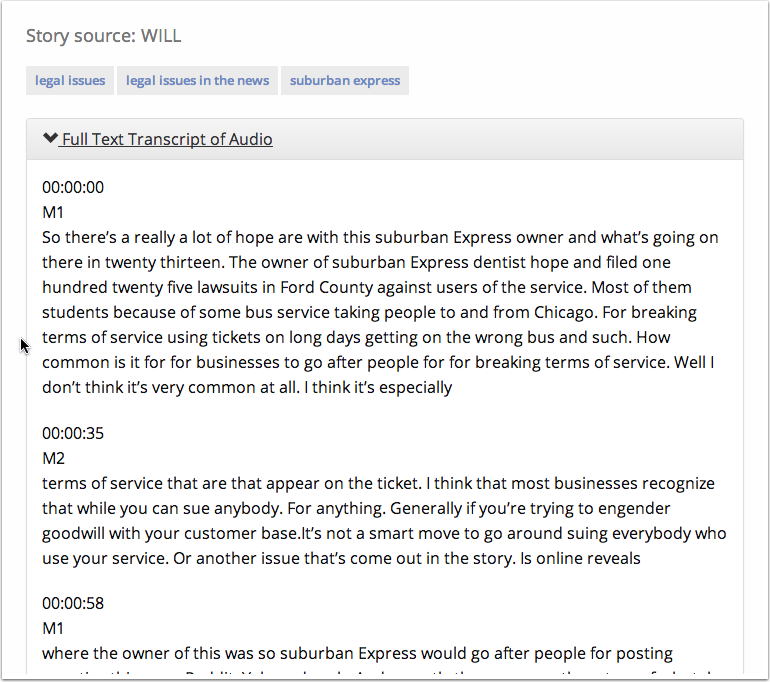 Story source: WILL
legal issues legal issues in the news suburban express
Full Text Transcript of Audio
00:00:00
M1
So there’s a really a lot of hope are with this suburban Express owner and what’s going on
there in twenty thirteen. The owner of suburban Express dentist hope and filed one
hundred twenty five lawsuits in Ford County against users of the service. Most of them
students because of some bus service taking people to and from Chicago. For breaking
terms of service using tickets on long days getting on the wrong bus and such. How
common is it for for businesses to go after people for for breaking terms of service. Well I
don’t think it’s very common at all. I think it’s especially
00:00:35
M2
terms of service that are that appear on the ticket. I think that most businesses recognize
that while you can sue anybody. For anything. Generally if you’re trying to engender
goodwill with your customer base.It’s not a smart move to go around suing everybody who
use your service. Or another issue that’s come out in the story. Is online reveals
00:00:58
M1
where the owner of this was so suburban Express would go after people for posting